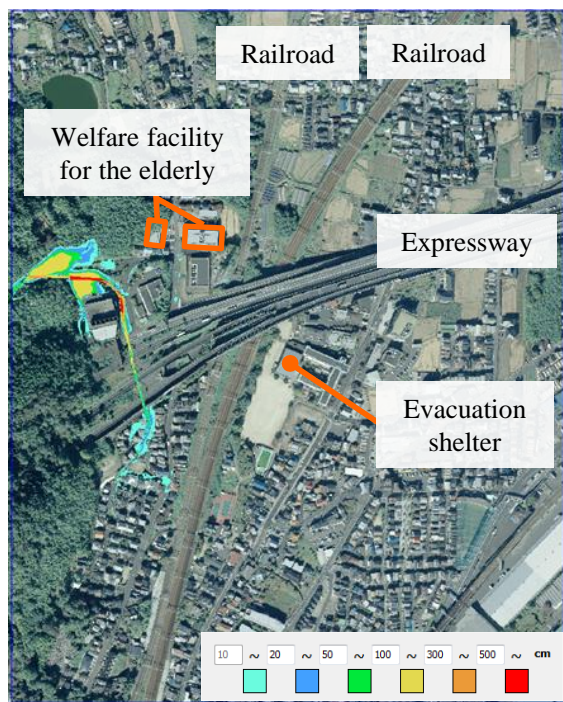 Railroad
Railroad
Welfare facility
for the elderly
Expressway
Evacuation
shelter
10 ~ 20 ~ 50 ~ 100 ~ 300 ~ 500 ~ cm